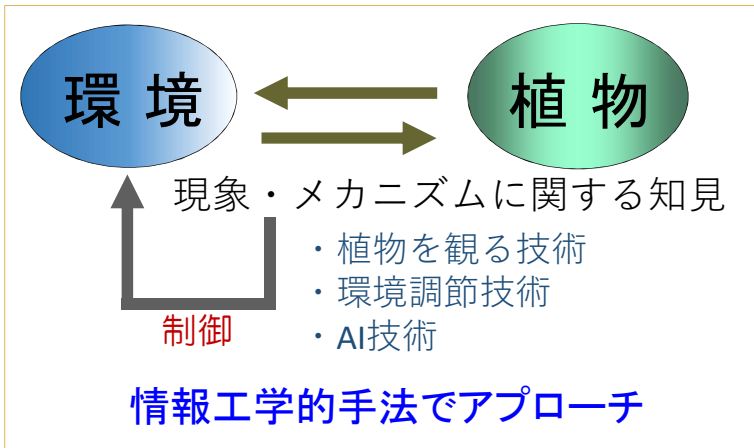 環 境
植 物
現象・メカニズムに関する知見
・植物を観る技術
・環境調節技術
・AI技術
制御
情報工学的手法でアプローチ